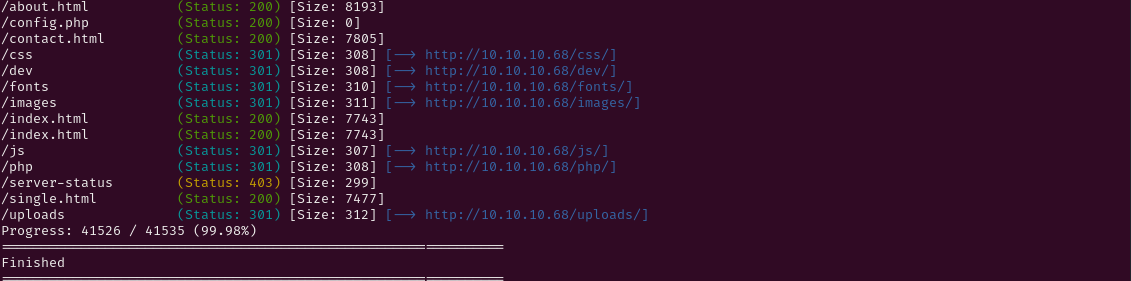 /about.html (Status: 200) [Size: 8193]
/config.php (Status: 200) [Size: 0]
/contact.html (Status: 200) [Size: 7805]
/css (Status: 301) [Size: 308] [--> http://10.10.10.68/css/]
/dev (Status: 301) [Size: 308] [--> http://10.10.10.68/dev/]
/fonts (Status: 301) [Size: 310] [--> http://10.10.10.68/fonts/]
/images (Status: 301) [Size: 311] [--> http://10.10.10.68/images/]
/index.html (Status: 200) [Size: 7743]
/index.html (Status: 200) [Size: 7743]
/js (Status: 301) [Size: 307] [--> http://10.10.10.68/js/]
/php (Status: 301) [Size: 308] [--> http://10.10.10.68/php/]
/server-status (Status: 403) [Size: 299]
/single.html (Status: 200) [Size: 7477]
/uploads (Status: 301) [Size: 312] [--> http://10.10.10.68/uploads/]
Progress: 41526 / 41535 (99.98%)
===============================================================
Finished
===============================================================